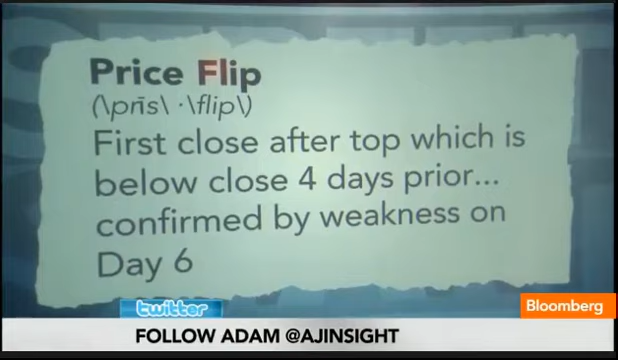 Price Flip
(\prīs\ ·\flip\)
First close after top which is
below close 4 days prior...
confirmed by weakness on
Day 6
twitter
Bloomberg
FOLLOW ADAM @AJINSIGHT